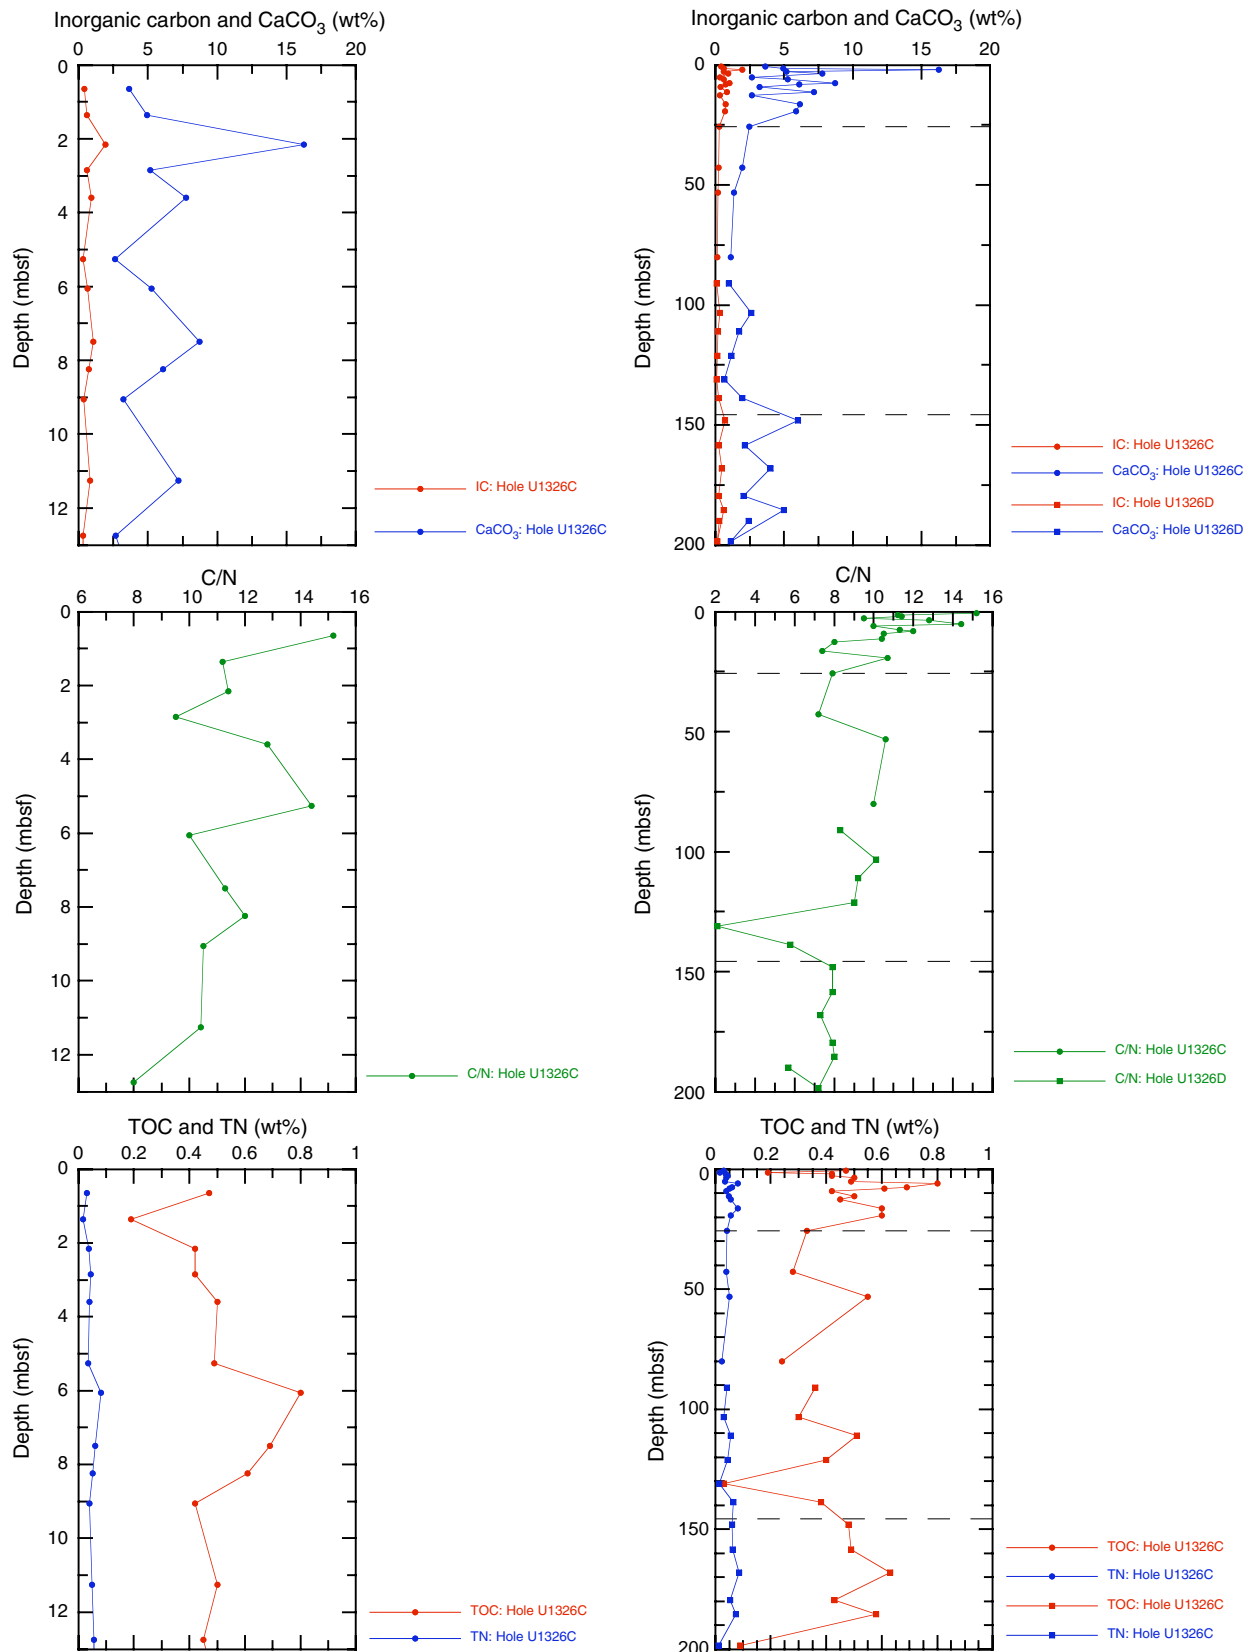 Inorganic carbon and CaCO3 (wt%)
0 5 10 15 20
0
2
4
6
8
10
12
Depth (mbsf)
IC: Hole U1326C
CaCO3: Hole U1326C
Inorganic carbon and CaCO3 (wt%)
0 5 10 15 20
0
50
100
150
200
Depth (mbsf)
IC: Hole U1326C
CaCO3: Hole U1326C
IC: Hole U1326D
CaCO3: Hole U1326D
C/N
6 8 10 12 14 16
0
2
4
6
8
10
12
Depth (mbsf)
C/N: Hole U1326C
C/N
2 4 6 8 10 12 14 16
0
50
100
150
200
Depth (mbsf)
C/N: Hole U1326C
C/N: Hole U1326D
TOC and TN (wt%)
0 0.2 0.4 0.6 0.8 1
0
2
4
6
8
10
12
Depth (mbsf)
TOC: Hole U1326C
TN: Hole U1326C
TOC and TN (wt%)
0 0.2 0.4 0.6 0.8 1
0
50
100
150
200
Depth (mbsf)
TOC: Hole U1326C
TN: Hole U1326C
TOC: Hole U1326C
TN: Hole U1326C